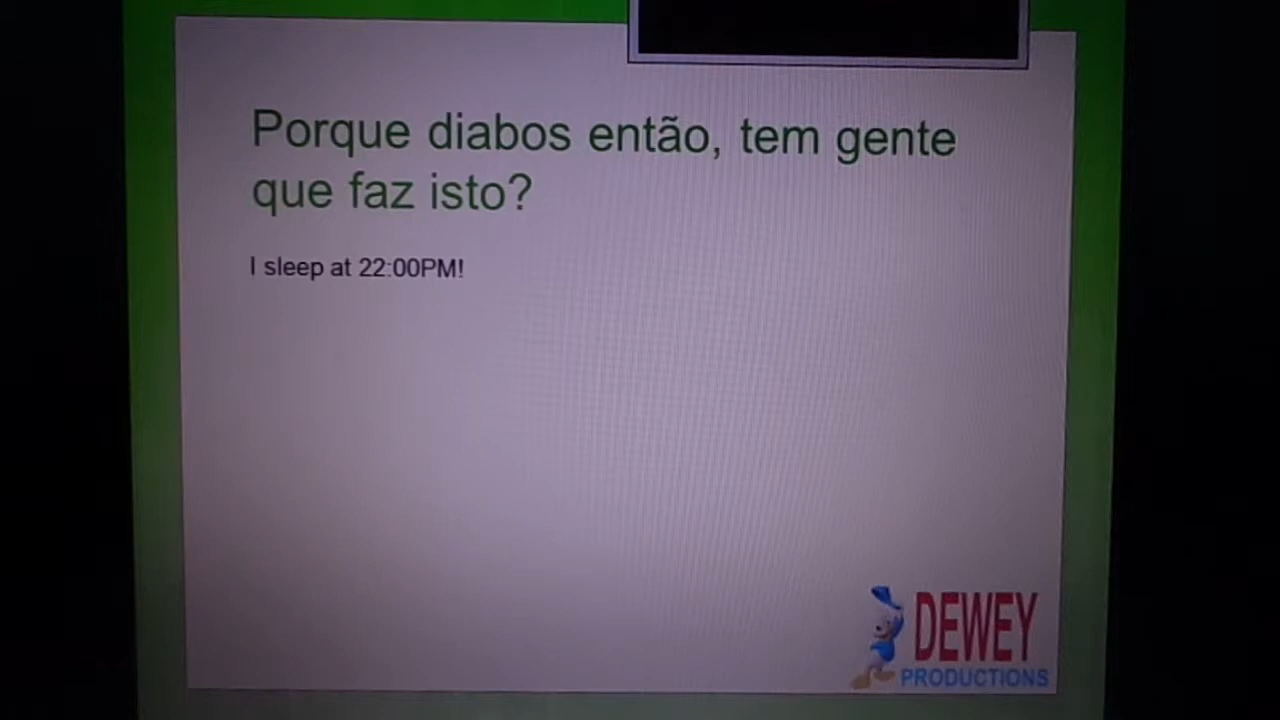 Porque diabos então, tem gente
que faz isto?
I sleep at 22:00PM!
DEWEY
PRODUCTIONS